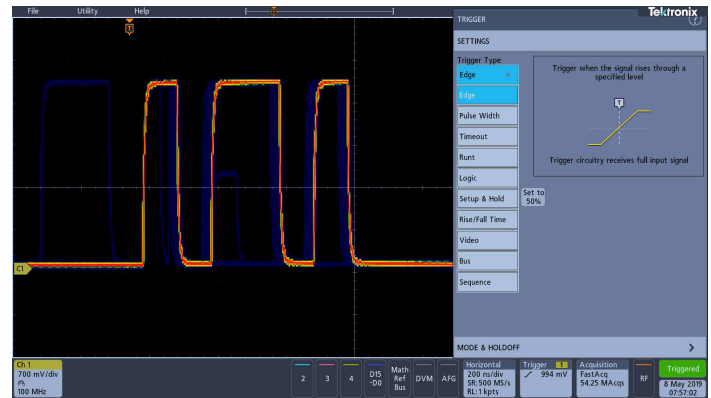 File Utility Help
Tektronix
TRIGGER
?
SETTINGS
Trigger Type
Edge
Edge
Pulse Width
Timeout
Runt
Logic
Setup & Hold
Rise/Fall Time
Video
Bus
Sequence
Set to
50%
Trigger when the signal rises through a
specified level
T
Trigger circuitry receives full input signal
T
T
C1
MODE & HOLDOFF
Ch 1
700 mV/div
100 MHz
2
3
4
D15
-D0
Math
Ref
Bus
DVM
AFG
Horizontal
200 ns/div
SR: 500 MS/s
RL: 1 kpts
Trigger 1
994 mV
Acquisition
FastAcq
54.25 MAcqs
RF
Triggered
8 May 2019
07:57:02